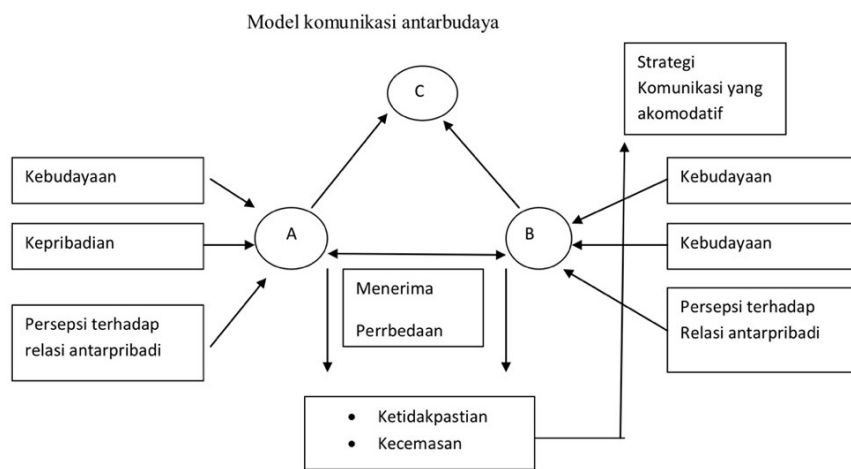 Model komunikasi antarbudaya
C
Strategi
Komunikasi yang
akomodatif
Kebudayaan
Kebudayaan
A
B
Kepribadian
Kebudayaan
Menerima
Perrbedaan
Persepsi terhadap
relasi antarpribadi
Persepsi terhadap
Relasi antarpribadi
• Ketidakpastian
• Kecemasan